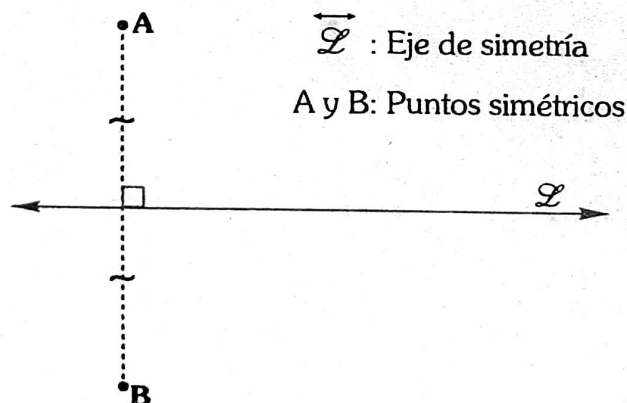 A
ℒ : Eje de simetría
A y B: Puntos simétricos
ℒ
B